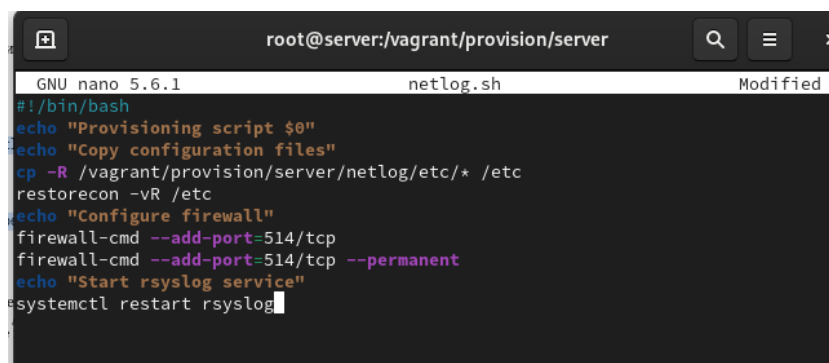 root@server:/vagrant/provision/server
GNU nano 5.6.1 netlog.sh Modified
#!/bin/bash
echo "Provisioning script $0"
echo "Copy configuration files"
cp -R /vagrant/provision/server/netlog/etc/* /etc
restorecon -vR /etc
echo "Configure firewall"
firewall-cmd --add-port=514/tcp
firewall-cmd --add-port=514/tcp --permanent
echo "Start rsyslog service"
systemctl restart rsyslog